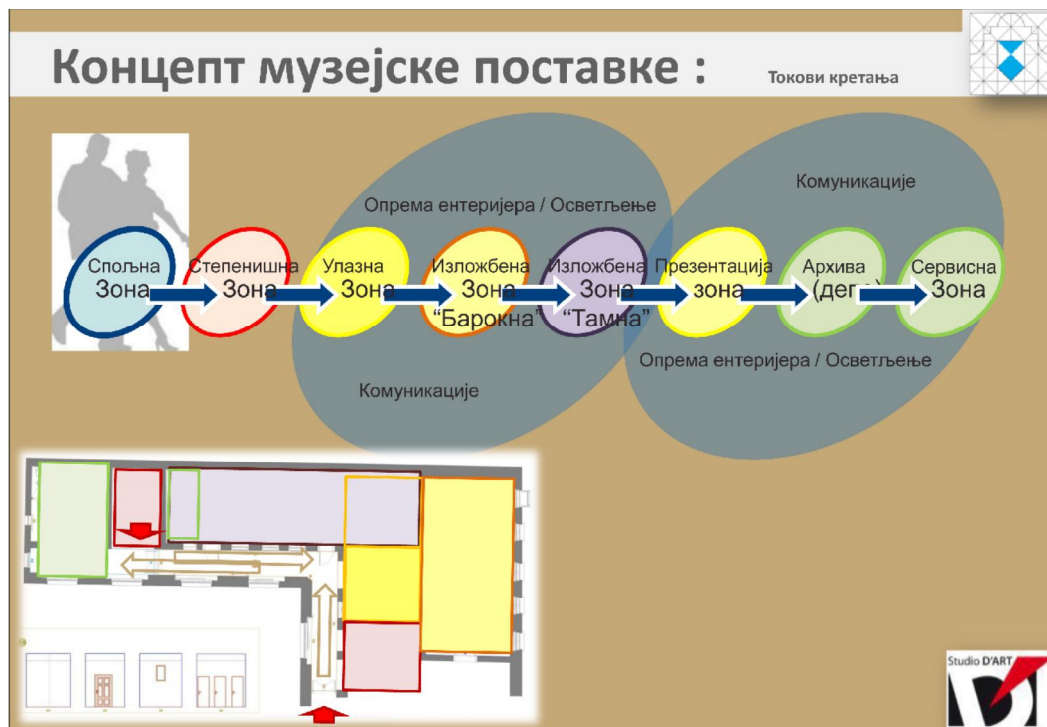 Концепт музејске поставке :
Токови кретања
Опрема ентеријера / Осветљење
Комуникације
Спољна
Зона
Степенишна
Зона
Улазна
Зона
Изложбена
Зона
“Барокна”
Изложбена
Зона
“Тамна”
Презентација
зона
Архива
Сервисна
Зона
Комуникације
Опрема ентеријера / Осветљење
Studio D'ART